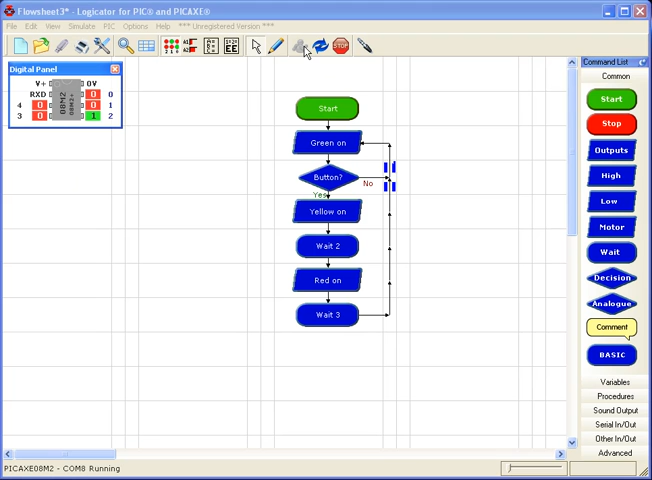 Flowsheet3* - Logicator for PIC® and PICAXE®
File Edit View Simulate PIC Options Help *** Unregistered Version ***
Digital Panel
V+ 0V
RXD 0 0
4 0 0 1
3 0 1 2
08M2
08M2+
Start
Green on
Button?
No
Yes
Yellow on
Wait 2
Red on
Wait 3
Command List
Common
Start
Stop
Outputs
High
Low
Motor
Wait
Decision
Analogue
Comment
BASIC
Variables
Procedures
Sound Output
Serial In/Out
Other In/Out
Advanced
STOP
PICAXE08M2 - COM8 Running